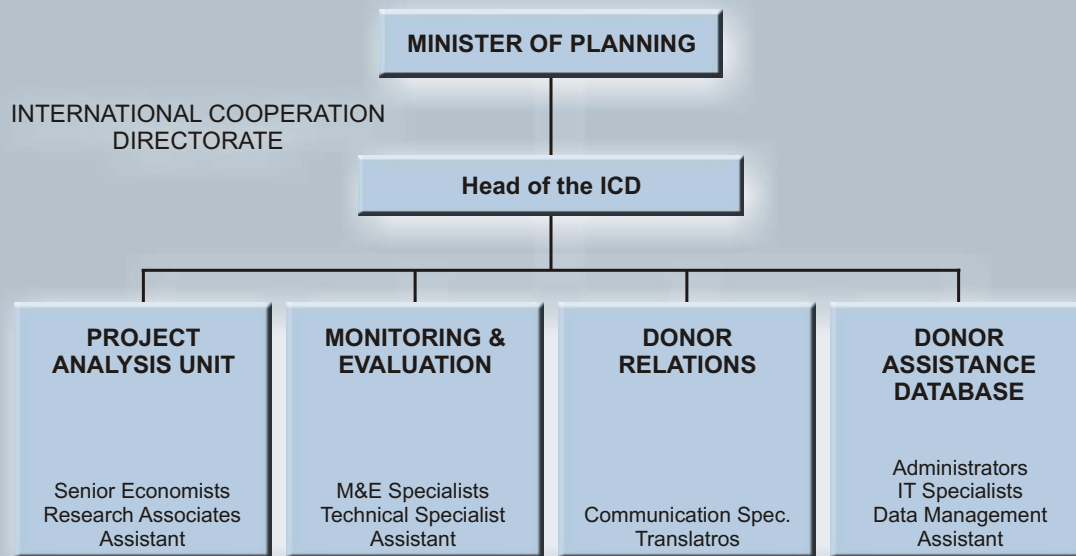 MINISTER OF PLANNING
INTERNATIONAL COOPERATION
DIRECTORATE
Head of the ICD
PROJECT
ANALYSIS UNIT
Senior Economists
Research Associates
Assistant
MONITORING &
EVALUATION
M&E Specialists
Technical Specialist
Assistant
DONOR
RELATIONS
Communication Spec.
Translatros
DONOR
ASSISTANCE
DATABASE
Administrators
IT Specialists
Data Management
Assistant